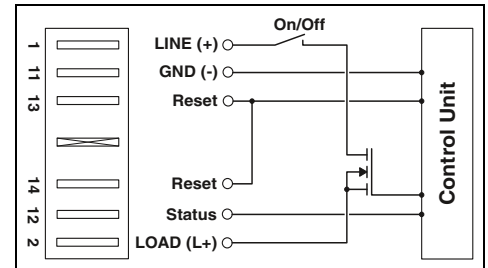 On/Off
1 LINE (+)
11 GND (-)
13 Reset
14 Reset
12 Status
2 LOAD (L+)
Control Unit